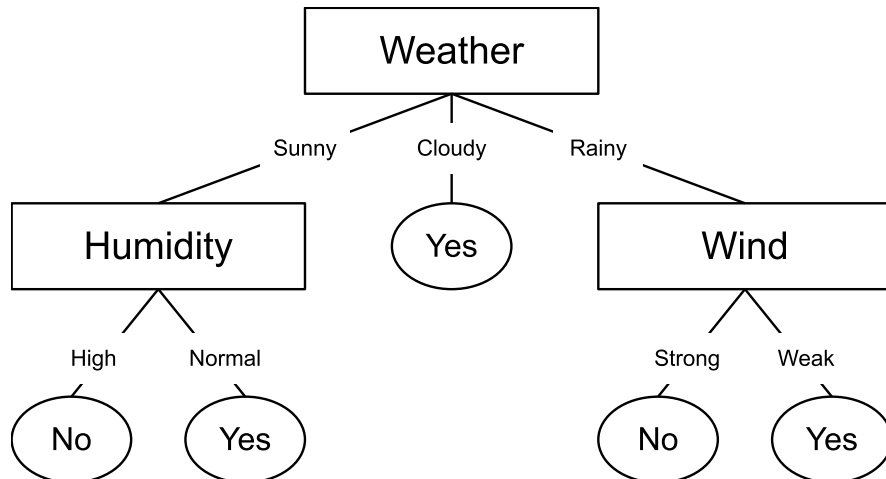 Weather
Sunny
Cloudy
Rainy
Humidity
Yes
Wind
High
Normal
Strong
Weak
No
Yes
No
Yes